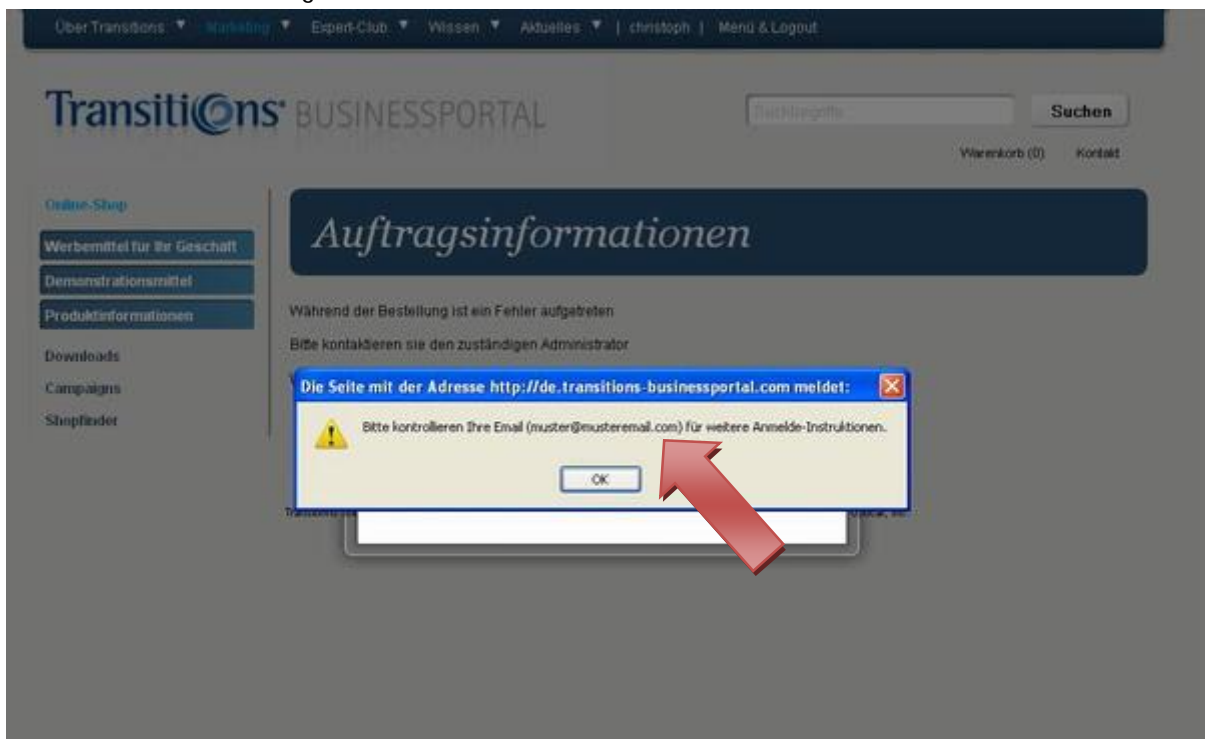 Über Transitions Marketing Expert-Club Wissen Aktuelles | christoph | Menü & Logout
Transitions BUSINESSPORTAL
Suchbegriffe
Suchen
Warenkorb (0) Kontakt
Online-Shop
Auftragsinformationen
Werbemittel für Ihr Geschäft
Demonstrationsmittel
Produktinformationen
Während der Bestellung ist ein Fehler aufgetreten
Bitte kontaktieren sie den zuständigen Administrator
Downloads
Campaigns
Shopfinder
Die Seite mit der Adresse http://de.transitions-businessportal.com meldet:
Bitte kontrollieren Ihre Email (muster@musteremail.com) für weitere Anmelde-Instruktionen.
OK